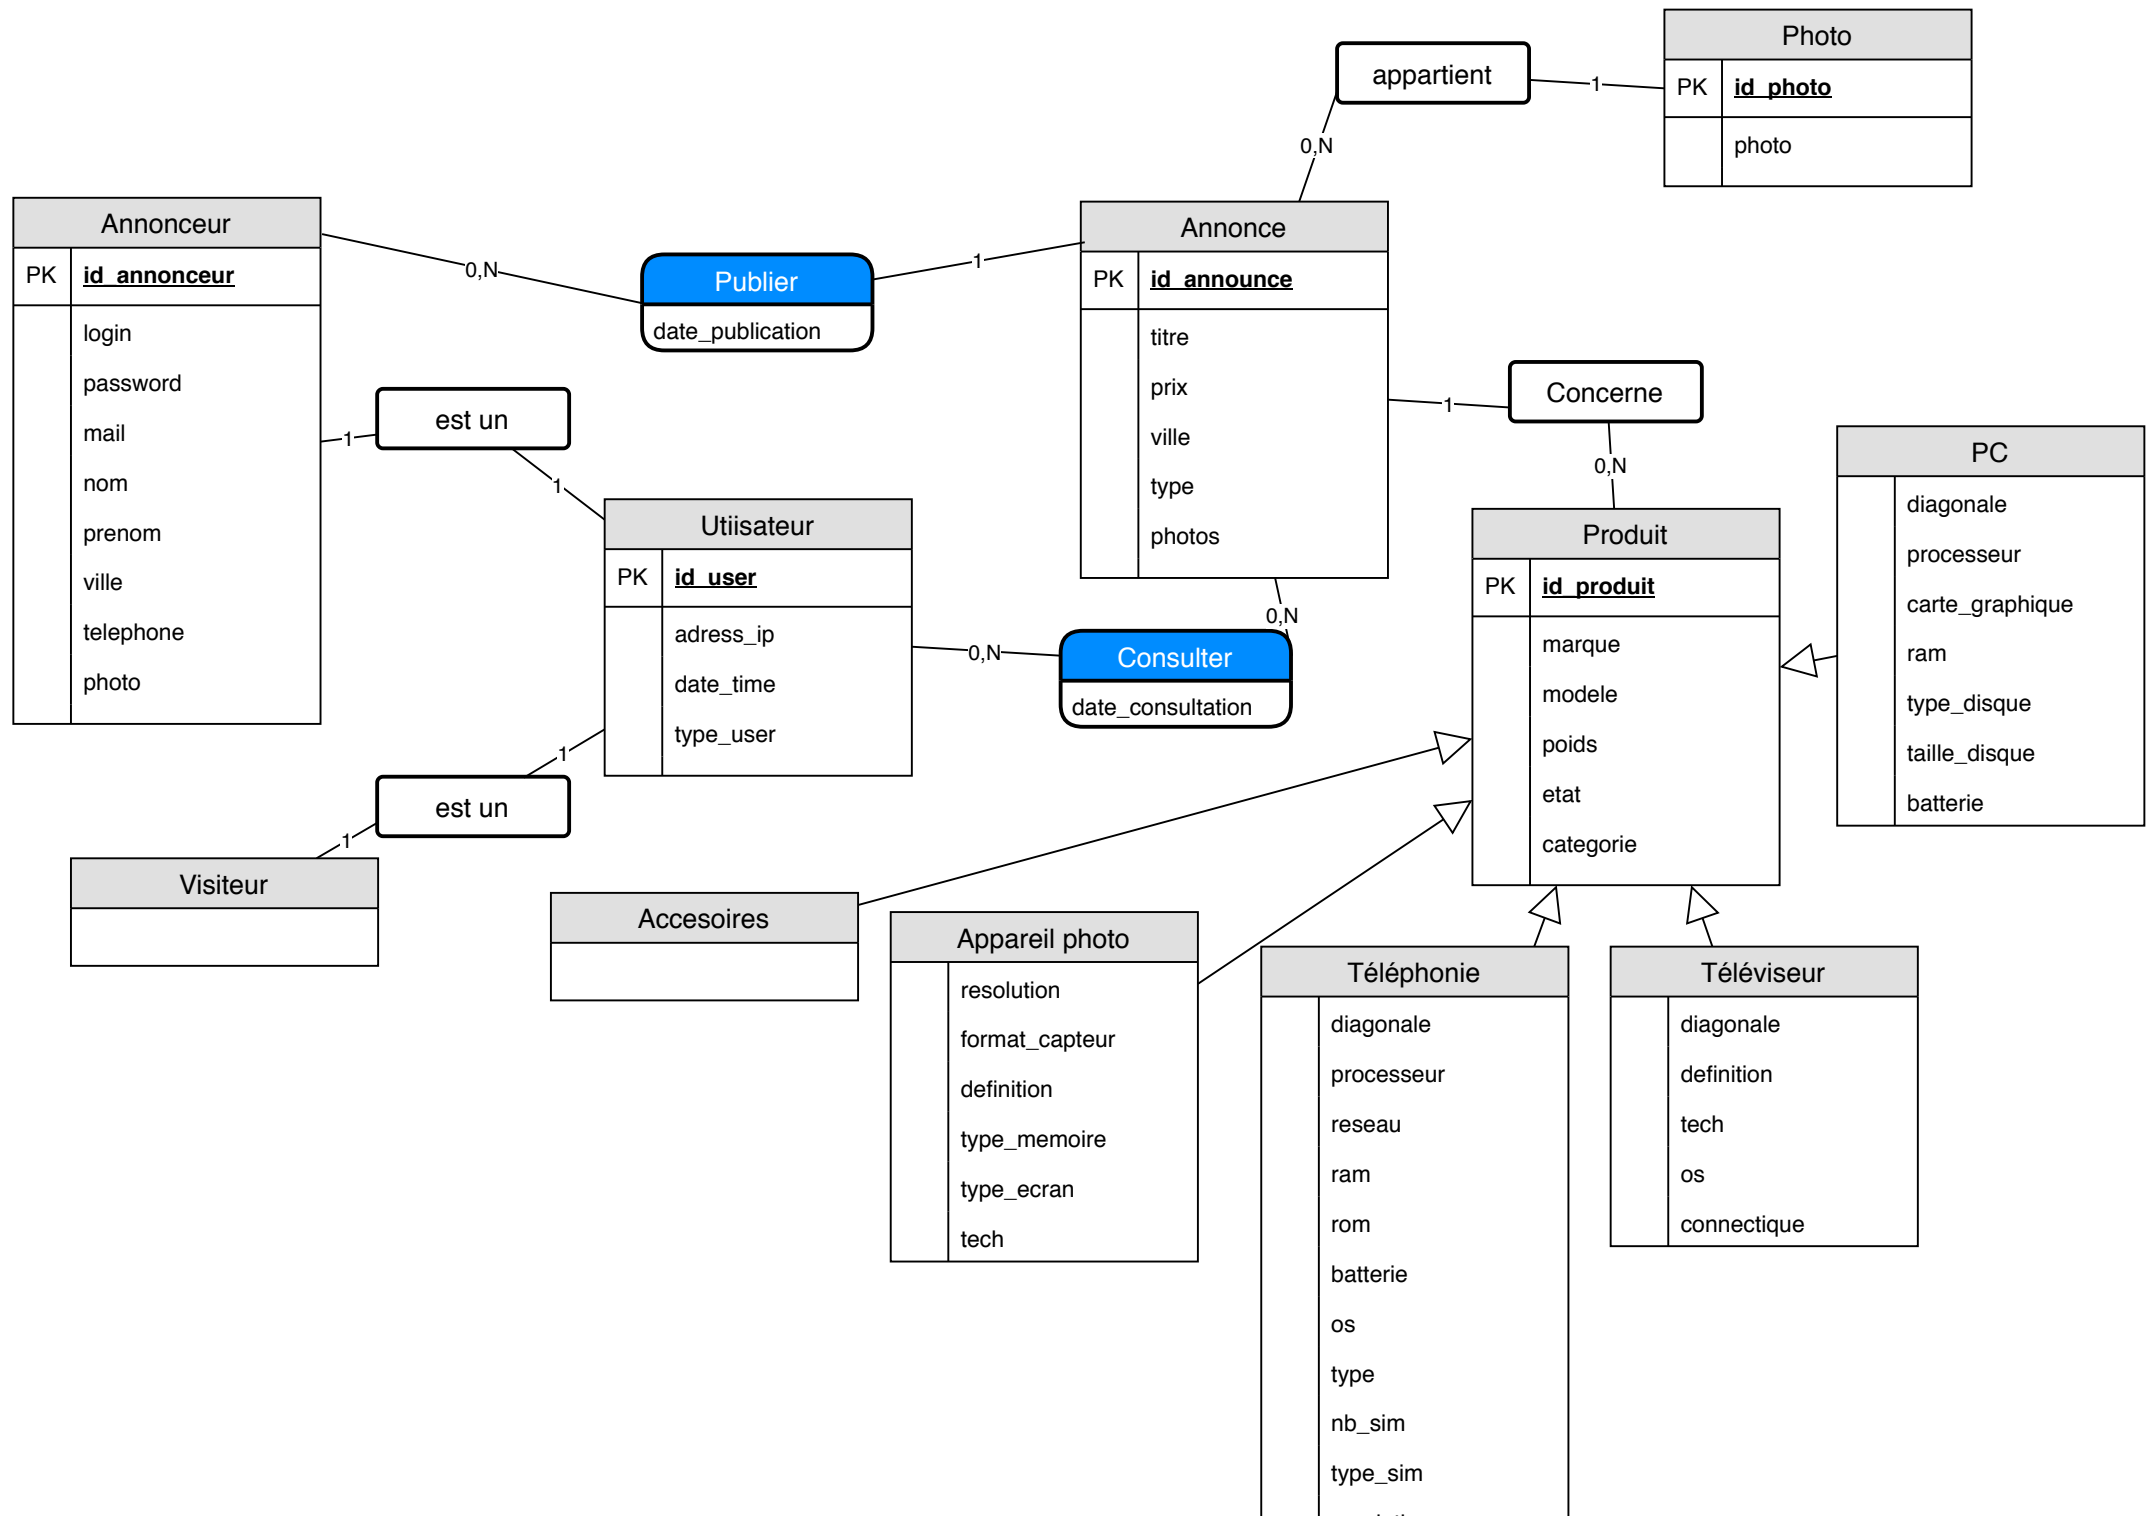 Photo
PK id_photo
photo
appartient
1
0,N
Annonceur
PK id_annonceur
login
password
mail
nom
prenom
ville
telephone
photo
0,N
Publier
date_publication
1
Annonce
PK id_announce
titre
prix
ville
type
photos
est un
1
1
Utiisateur
PK id_user
adress_ip
date_time
type_user
0,N
Consulter
date_consultation
0,N
1
Concerne
0,N
Produit
PK id_produit
marque
modele
poids
etat
categorie
PC
diagonale
processeur
carte_graphique
ram
type_disque
taille_disque
batterie
1
est un
1
Visiteur
Accesoires
Appareil photo
resolution
format_capteur
definition
type_memoire
type_ecran
tech
Téléphonie
diagonale
processeur
reseau
ram
rom
batterie
os
type
nb_sim
type_sim
Téléviseur
diagonale
definition
tech
os
connectique